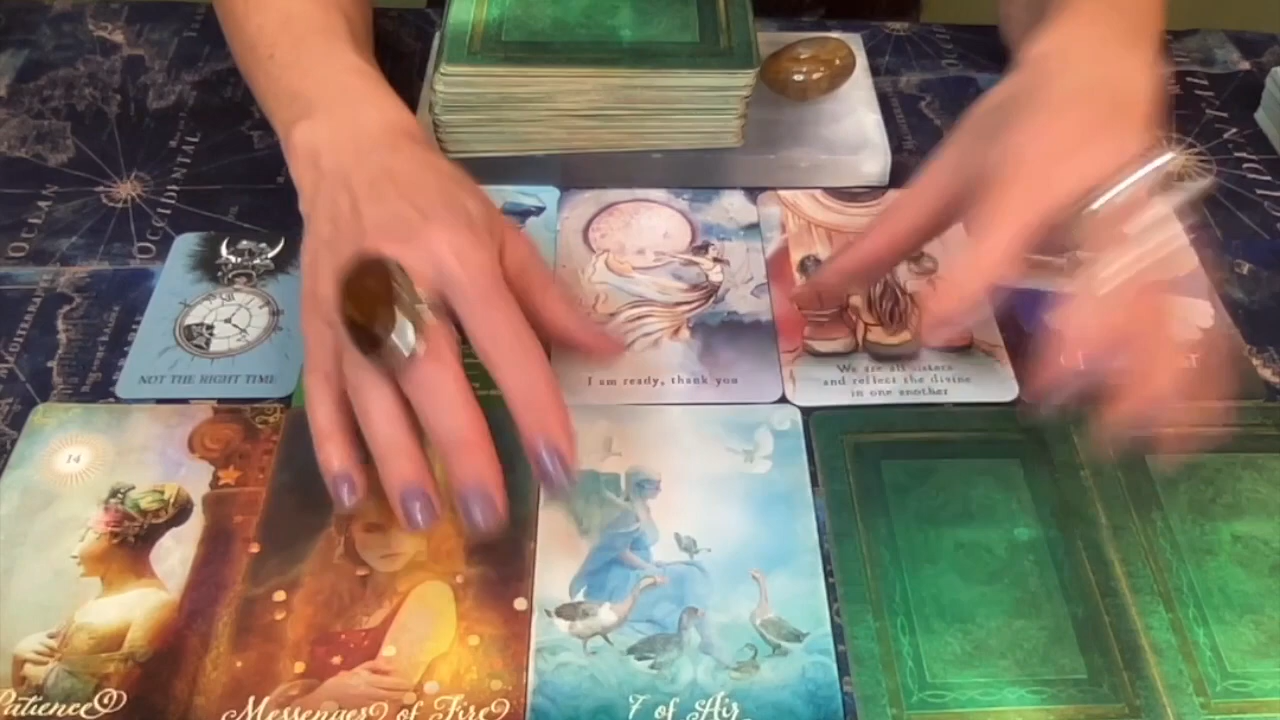 OCEAN
OCCIDENTAL
NOT THE RIGHT TIME
I am ready, thank you
We are all sisters
and reflect the divine
in one another
14
Patience
Messenger of Fire
7 of Air